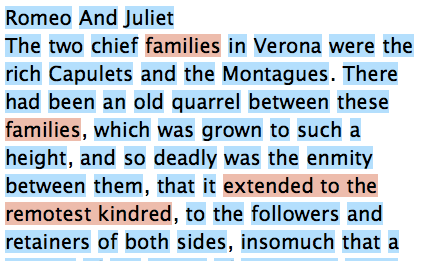 Romeo And Juliet
The two chief families in Verona were the
rich Capulets and the Montagues. There
had been an old quarrel between these
families, which was grown to such a
height, and so deadly was the enmity
between them, that it extended to the
remotest kindred, to the followers and
retainers of both sides, insomuch that a